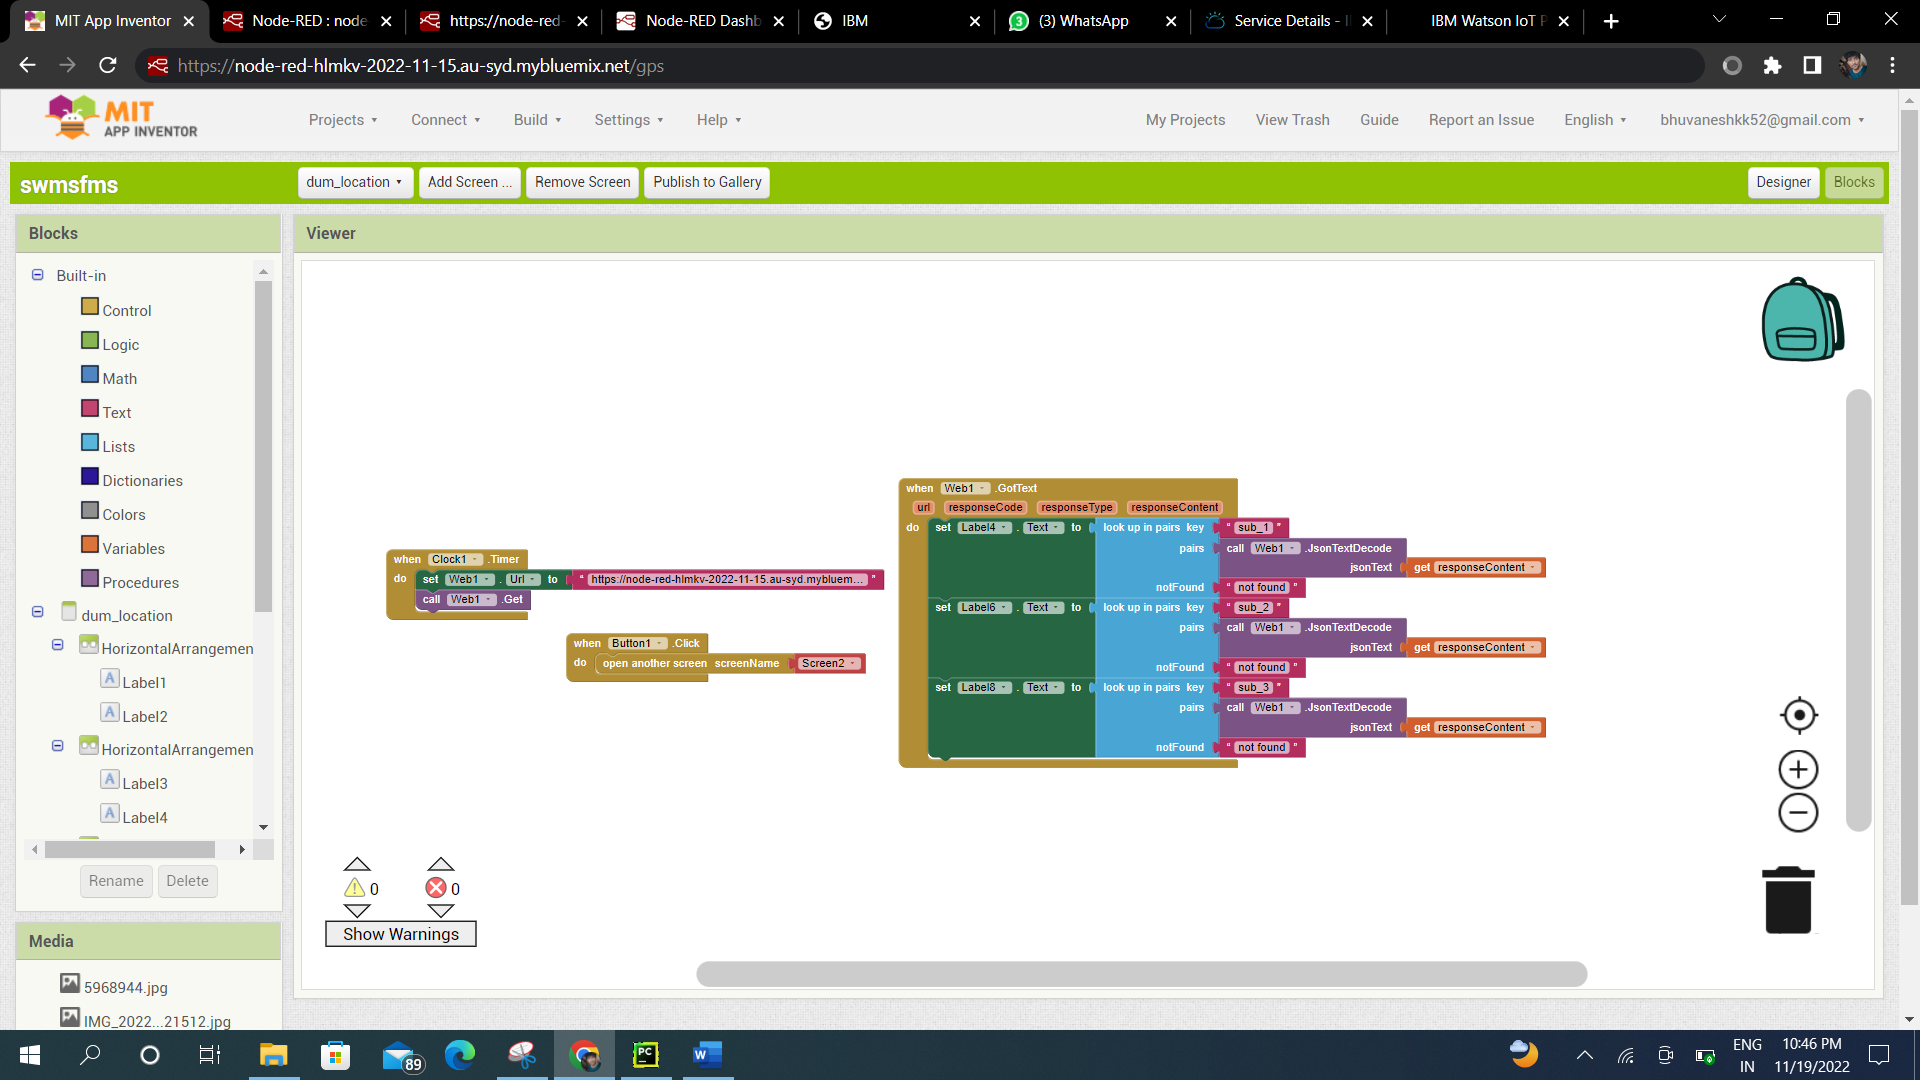 MIT App Inventor
Node-RED : node
https://node-red-
Node-RED Dashb
IBM
(3) WhatsApp
Service Details - I
IBM Watson IoT P
https://node-red-hlmkv-2022-11-15.au-syd.mybluemix.net/gps
MIT
APP INVENTOR
Projects
Connect
Build
Settings
Help
My Projects
View Trash
Guide
Report an Issue
English
bhuvaneshkk52@gmail.com
swmsfms
dum_location
Add Screen ...
Remove Screen
Publish to Gallery
Designer
Blocks
Blocks
Viewer
Built-in
Control
Logic
Math
Text
Lists
Dictionaries
Colors
Variables
Procedures
dum_location
HorizontalArrangemen
Label1
Label2
HorizontalArrangemen
Label3
Label4
Rename
Delete
Media
5968944.jpg
IMG_2022...21512.jpg
when Clock1 .Timer
do set Web1 . Url to " https://node-red-hlmkv-2022-11-15.au-syd.mybluem... "
call Web1 .Get
when Button1 .Click
do open another screen screenName Screen2
when Web1 .GotText
url responseCode responseType responseContent
do set Label4 . Text to look up in pairs key " sub_1 "
pairs call Web1 .JsonTextDecode
jsonText get responseContent
notFound " not found "
set Label6 . Text to look up in pairs key " sub_2 "
pairs call Web1 .JsonTextDecode
jsonText get responseContent
notFound " not found "
set Label8 . Text to look up in pairs key " sub_3 "
pairs call Web1 .JsonTextDecode
jsonText get responseContent
notFound " not found "
0
0
Show Warnings
89
PC
W
ENG
IN
10:46 PM
11/19/2022